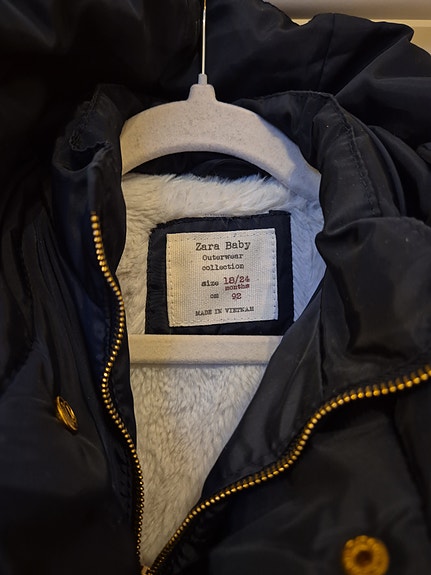 Zara Baby
Outerwear
collection
size 18/24
months
cm 92
MADE IN VIETNAM